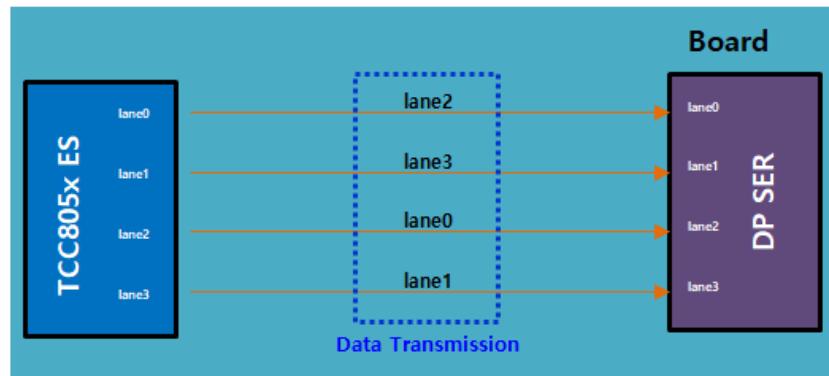 Board
TCC805x ES
lane0
lane1
lane2
lane3
lane2
lane3
lane0
lane1
Data Transmission
lane0
lane1
lane2
lane3
DP SER